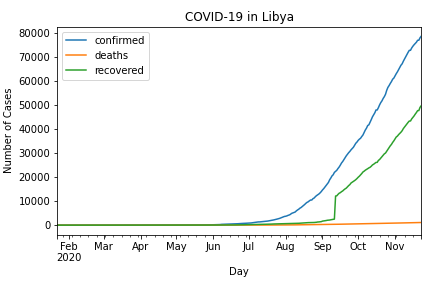 COVID-19 in Libya
confirmed
deaths
recovered
80000
70000
60000
50000
40000
30000
20000
10000
0
Number of Cases
Feb Mar Apr May Jun Jul Aug Sep Oct Nov
2020
Day